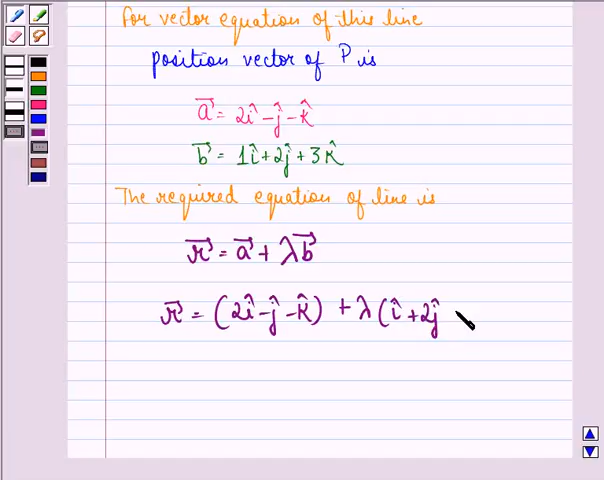 For vector equation of this line
position vector of P is
a⃗ = 2î - ĵ - k̂
b⃗ = 1î + 2ĵ + 3k̂
The required equation of line is
r⃗ = a⃗ + λb⃗
r⃗ = (2î - ĵ - k̂) + λ(î + 2ĵ